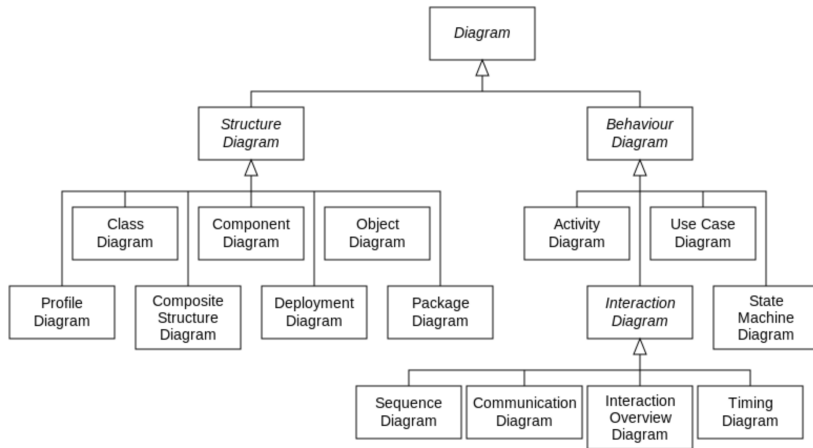 Diagram
Structure
Diagram
Behaviour
Diagram
Class
Diagram
Component
Diagram
Object
Diagram
Activity
Diagram
Use Case
Diagram
Profile
Diagram
Composite
Structure
Diagram
Deployment
Diagram
Package
Diagram
Interaction
Diagram
State
Machine
Diagram
Sequence
Diagram
Communication
Diagram
Interaction
Overview
Diagram
Timing
Diagram